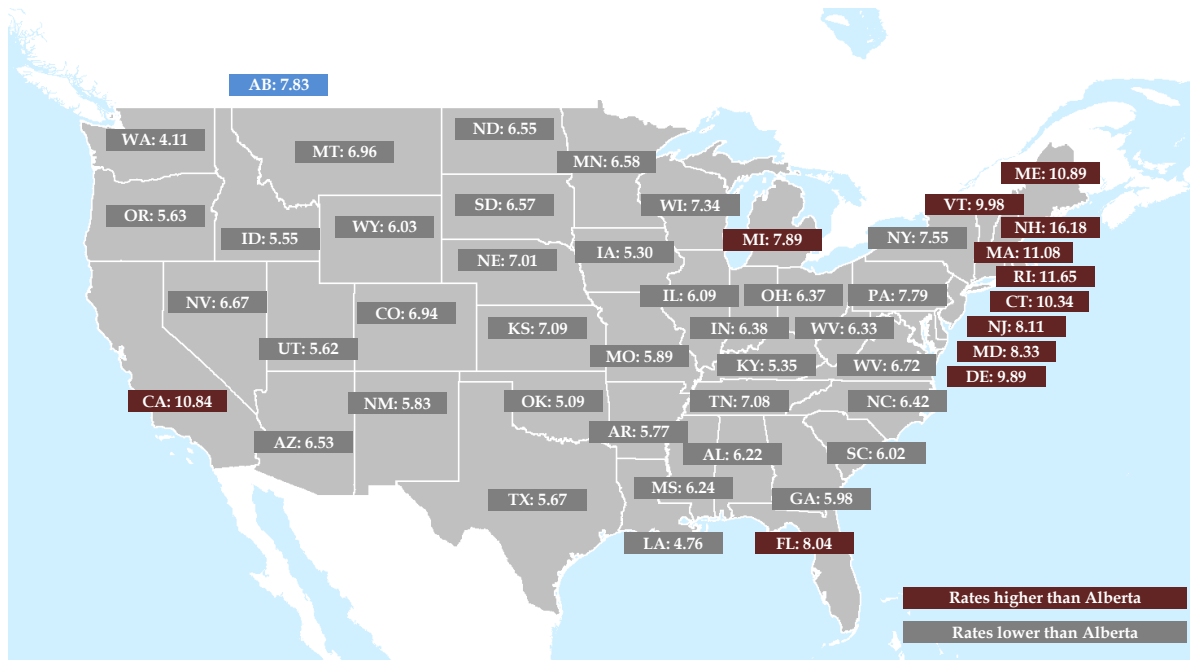 AB: 7.83
ND: 6.55
WA: 4.11
MT: 6.96
MN: 6.58
ME: 10.89
SD: 6.57
WI: 7.34
VT: 9.98
OR: 5.63
WY: 6.03
NH: 16.18
ID: 5.55
MI: 7.89
NY: 7.55
IA: 5.30
MA: 11.08
NE: 7.01
RI: 11.65
NV: 6.67
IL: 6.09
OH: 6.37
PA: 7.79
CT: 10.34
CO: 6.94
KS: 7.09
IN: 6.38
WV: 6.33
NJ: 8.11
UT: 5.62
MO: 5.89
MD: 8.33
KY: 5.35
WV: 6.72
DE: 9.89
CA: 10.84
NM: 5.83
OK: 5.09
TN: 7.08
NC: 6.42
AZ: 6.53
AR: 5.77
AL: 6.22
SC: 6.02
MS: 6.24
TX: 5.67
GA: 5.98
LA: 4.76
FL: 8.04
Rates higher than Alberta
Rates lower than Alberta